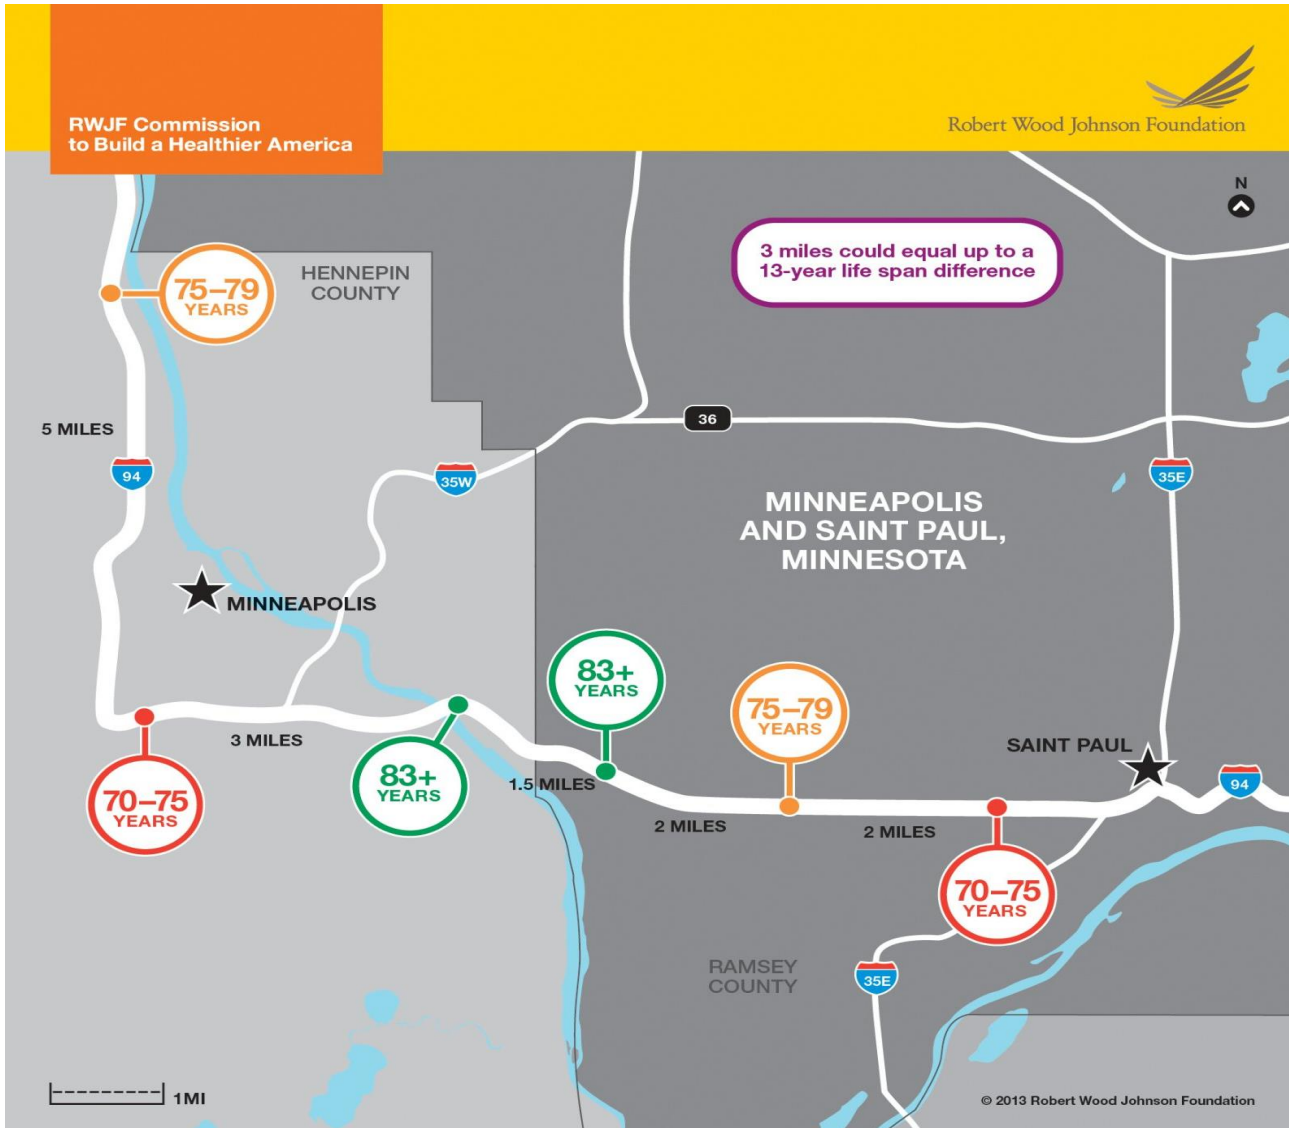 RWJF Commission
to Build a Healthier America
Robert Wood Johnson Foundation
N
3 miles could equal up to a
13-year life span difference
HENNEPIN
COUNTY
75–79
YEARS
5 MILES
36
94
35W
35E
MINNEAPOLIS
AND SAINT PAUL,
MINNESOTA
MINNEAPOLIS
83+
YEARS
75–79
YEARS
SAINT PAUL
3 MILES
70–75
YEARS
83+
YEARS
1.5 MILES
94
2 MILES
2 MILES
70–75
YEARS
RAMSEY
COUNTY
35E
1MI
© 2013 Robert Wood Johnson Foundation